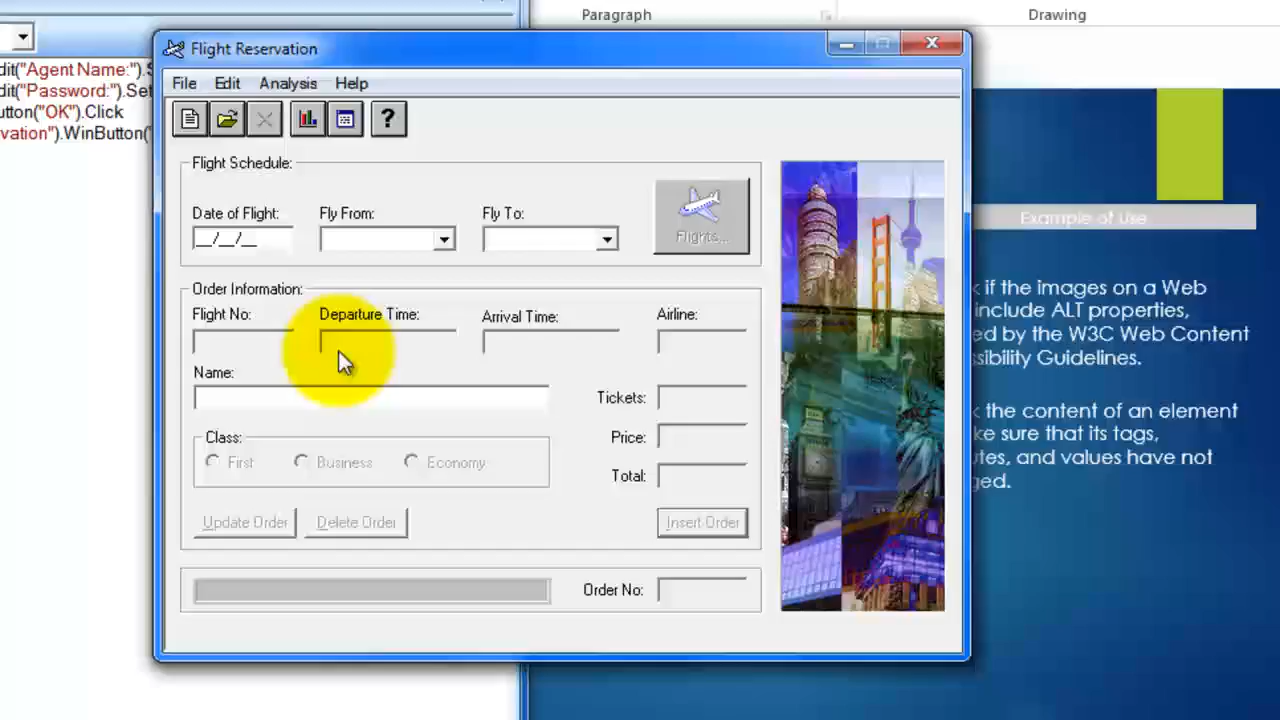 Paragraph
Drawing
Flight Reservation
File Edit Analysis Help
dit("Agent Name:").S
dit("Password:").Set
utton("OK").Click
rvation").WinButton("
?
Flight Schedule:
Date of Flight: Fly From: Fly To:
__/__/__
Flights...
Order Information:
Flight No: Departure Time: Arrival Time: Airline:
Name:
Tickets:
Class:
Price:
First Business Economy
Total:
Update Order Delete Order Insert Order
Order No:
Example of Use
k if the images on a Web
include ALT properties,
ed by the W3C Web Content
sibility Guidelines.
k the content of an element
ke sure that its tags,
utes, and values have not
ged.